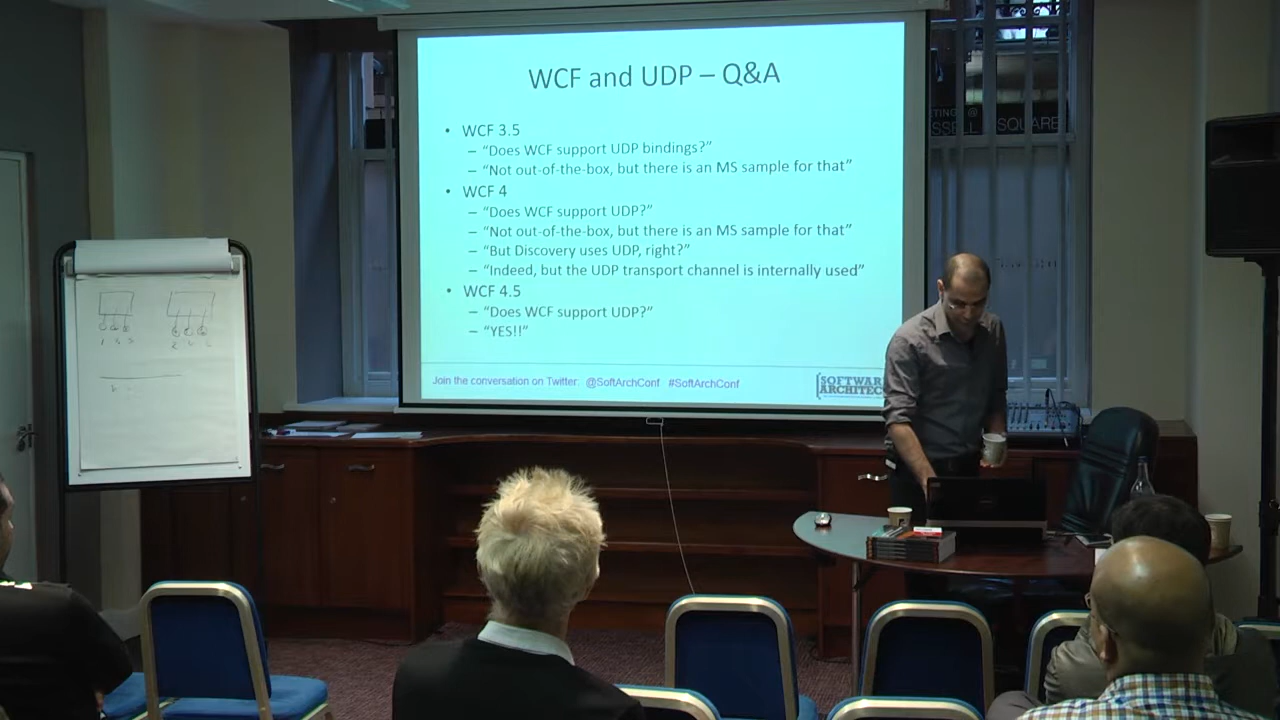 WCF and UDP – Q&A
• WCF 3.5
– “Does WCF support UDP bindings?”
– “Not out-of-the-box, but there is an MS sample for that”
• WCF 4
– “Does WCF support UDP?”
– “Not out-of-the-box, but there is an MS sample for that”
– “But Discovery uses UDP, right?”
– “Indeed, but the UDP transport channel is internally used”
• WCF 4.5
– “Does WCF support UDP?”
– “YES!!”
Join the conversation on Twitter: @SoftArchConf #SoftArchConf
SQUARE